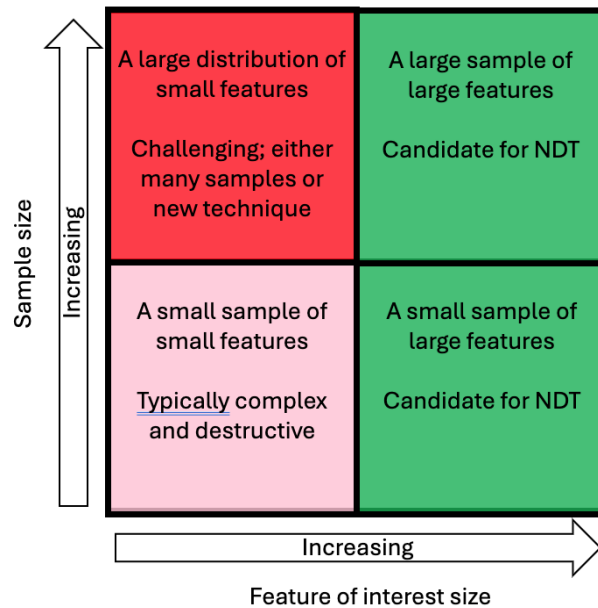 A large distribution of
small features
Challenging; either
many samples or
new technique
A large sample of
large features
Candidate for NDT
Sample size
Increasing
A small sample of
small features
Typically complex
and destructive
A small sample of
large features
Candidate for NDT
Increasing
Feature of interest size